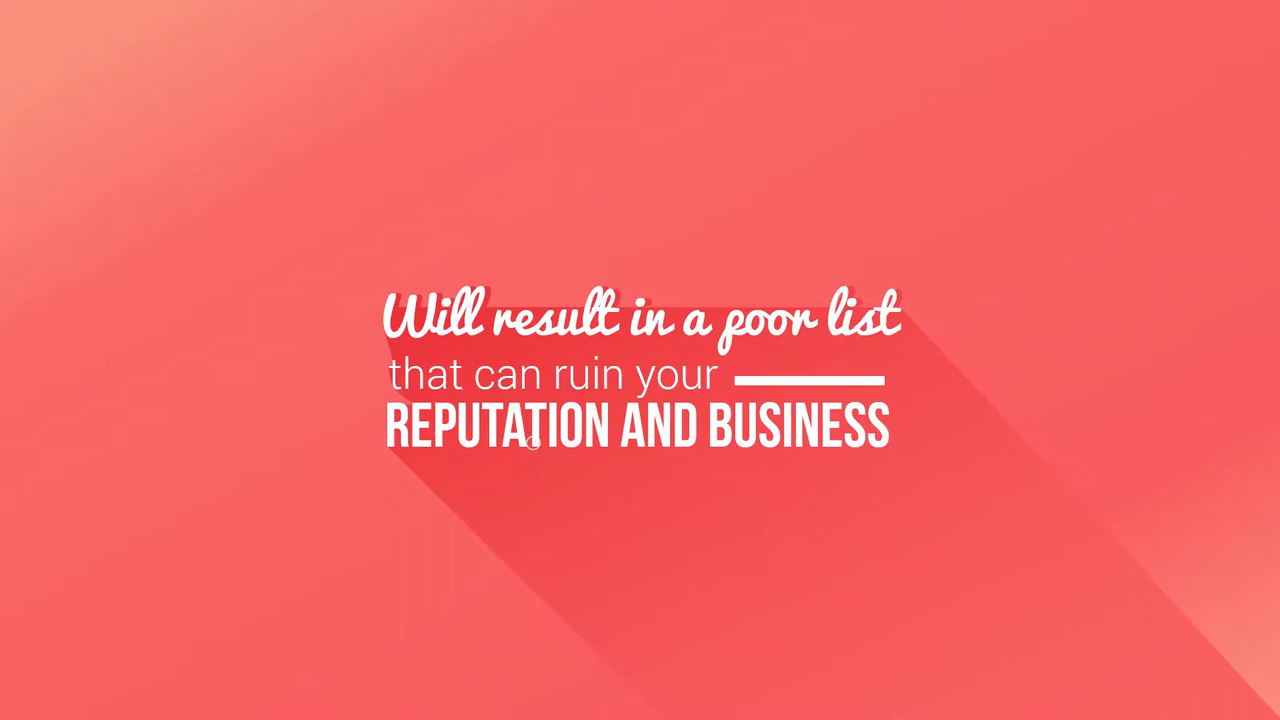 Will result in a poor list
that can ruin your
REPUTATION AND BUSINESS